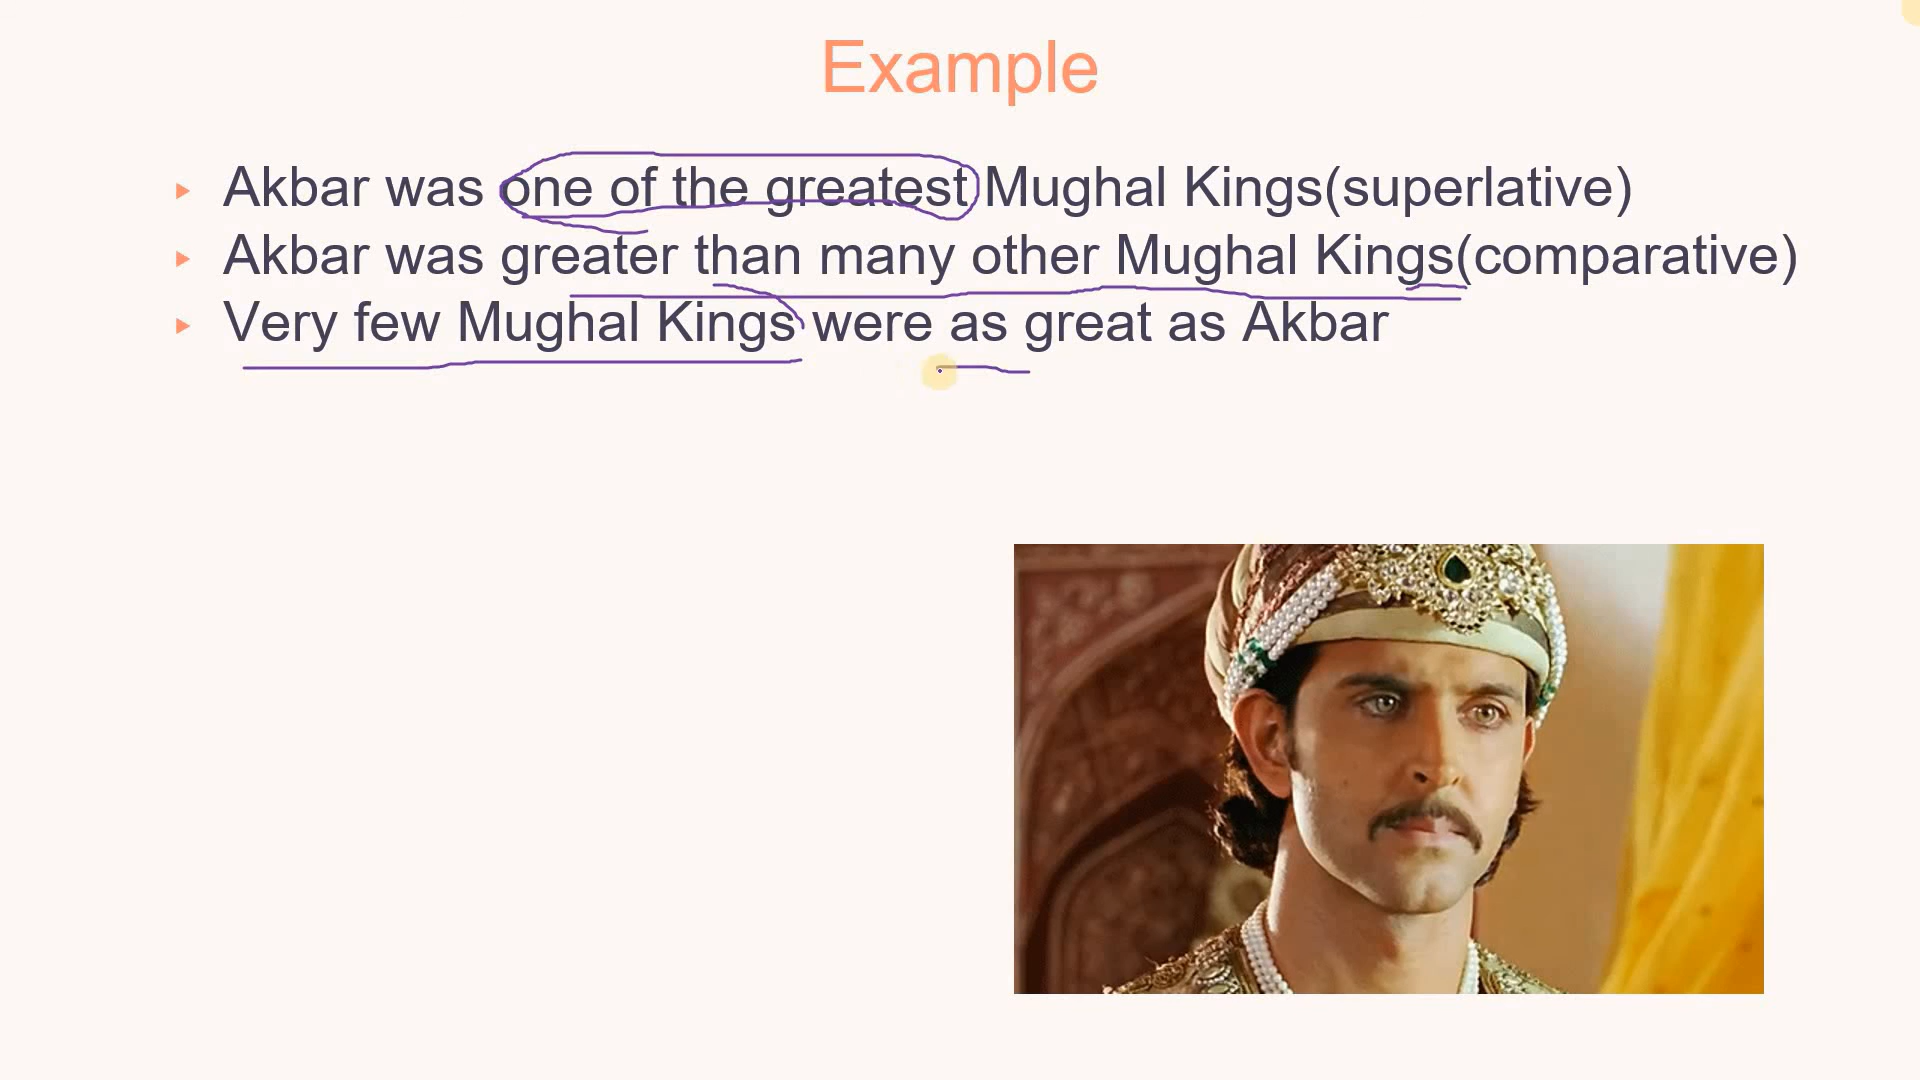 Example
Akbar was one of the greatest Mughal Kings(superlative)
Akbar was greater than many other Mughal Kings(comparative)
Very few Mughal Kings were as great as Akbar